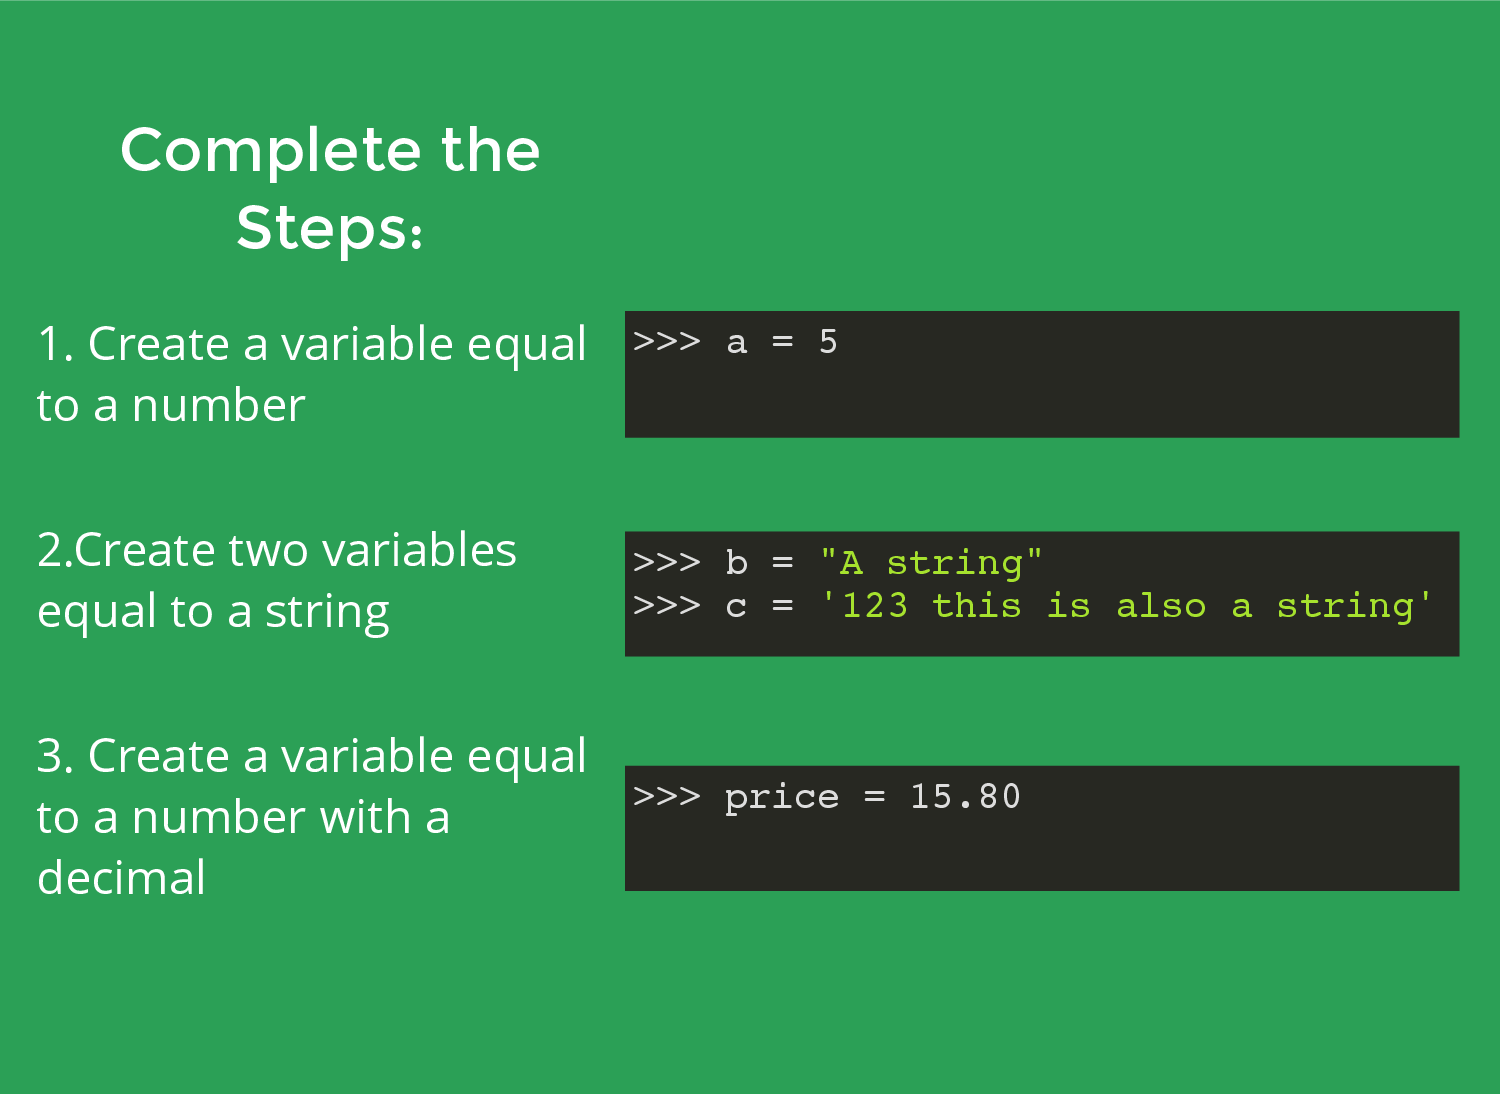 Complete the
Steps:
1. Create a variable equal
to a number
>>> a = 5
2.Create two variables
equal to a string
>>> b = "A string"
>>> c = '123 this is also a string'
3. Create a variable equal
to a number with a
decimal
>>> price = 15.80